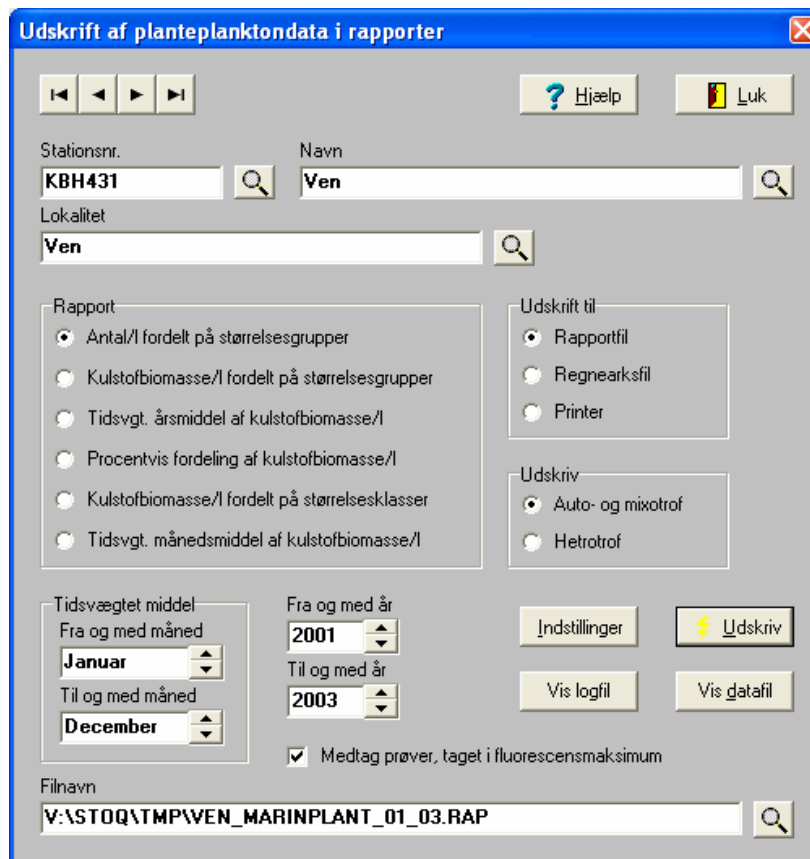 Udskrift af planteplanktondata i rapporter
Hjælp
Luk
Stationsnr.
Navn
KBH431
Ven
Lokalitet
Ven
Rapport
Antal/l fordelt på størrelsesgrupper
Kulstofbiomasse/l fordelt på størrelsesgrupper
Tidsvgt. årsmiddel af kulstofbiomasse/l
Procentvis fordeling af kulstofbiomasse/l
Kulstofbiomasse/l fordelt på størrelsesklasser
Tidsvgt. månedsmiddel af kulstofbiomasse/l
Udskrift til
Rapportfil
Regnearksfil
Printer
Udskriv
Auto- og mixotrof
Hetrotrof
Tidsvægtet middel
Fra og med måned
Januar
Til og med måned
December
Fra og med år
2001
Til og med år
2003
Indstillinger
Udskriv
Vis logfil
Vis datafil
Medtag prøver, taget i fluorescensmaksimum
Filnavn
V:\STOQ\TMP\VEN_MARINPLANT_01_03.RAP